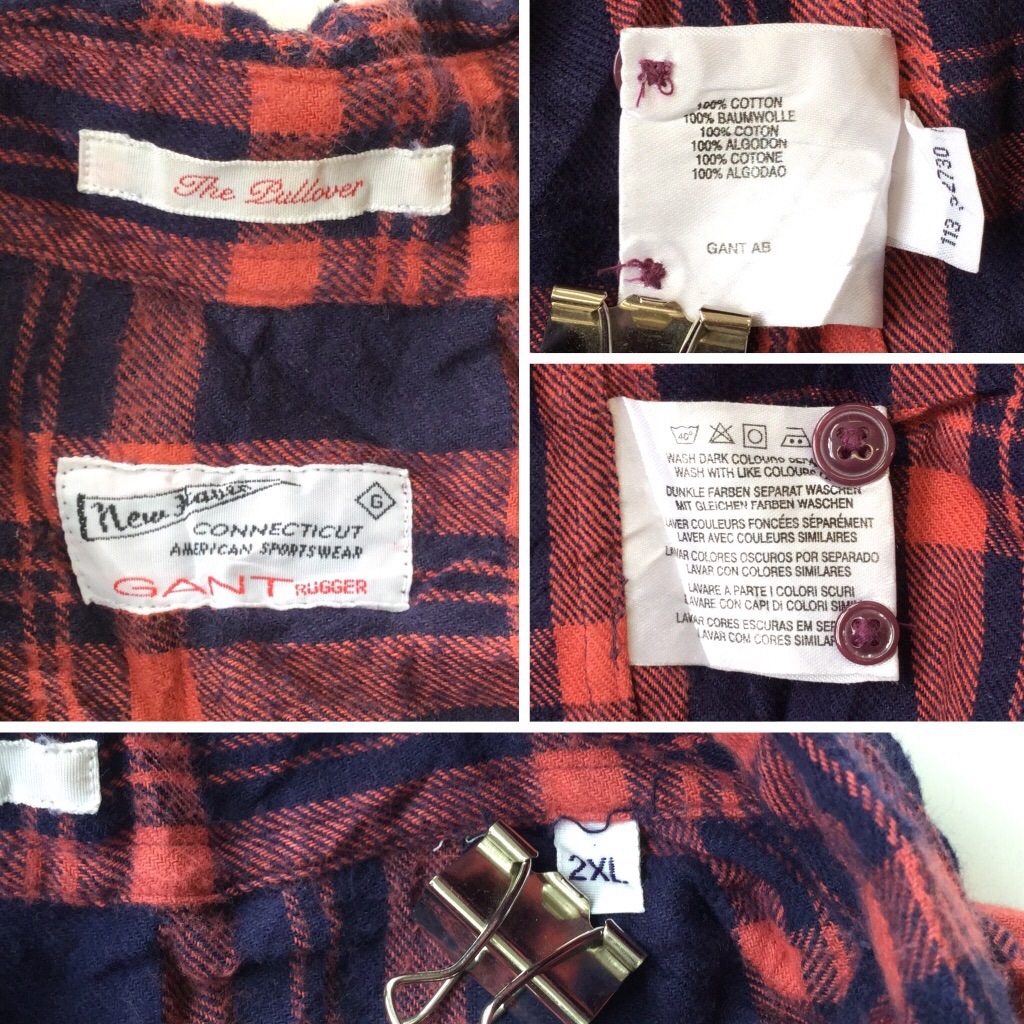 The Pullover
New Haven
G
CONNECTICUT
AMERICAN SPORTSWEAR
GANT RUGGER
100% COTTON
100% BAUMWOLLE
100% COTON
100% ALGODON
100% COTONE
100% ALGODAO
GANT AB
113
40°
WASH DARK COLOURS
WASH WITH LIKE COLOURS
DUNKLE FARBEN SEPARAT WASCHEN
MIT GLEICHEN FARBEN WASCHEN
LAVER COULEURS FONCÉES SÉPARÉMENT
LAVER AVEC COULEURS SIMILAIRES
LAVAR COLORES OSCUROS POR SEPARADO
LAVAR CON COLORES SIMILARES
LAVARE A PARTE I COLORI SCURI
LAVARE CON CAPI DI COLORI SIM
LAVAR CORES ESCURAS EM SEP
LAVAR COM CORES SIMILAR
2XL